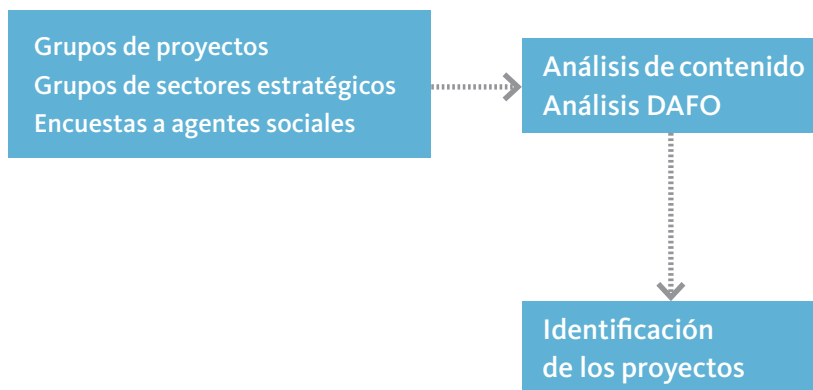 Grupos de proyectos
Grupos de sectores estratégicos
Encuestas a agentes sociales
Análisis de contenido
Análisis DAFO
Identificación
de los proyectos